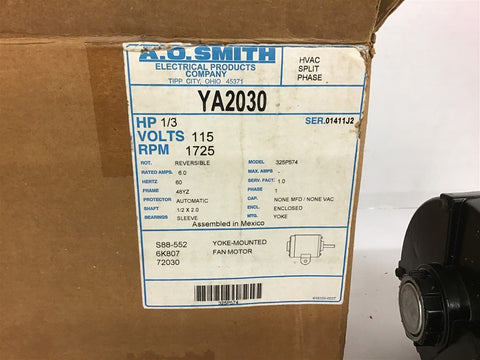 A.O. SMITH
ELECTRICAL PRODUCTS
COMPANY
TIPP CITY, OHIO 45371
HVAC
SPLIT
PHASE
YA2030
HP 1/3 SER.01411J2
VOLTS 115
RPM 1725
ROT. REVERSIBLE MODEL 325P574
RATED AMPS. 6.0 MAX. AMPS -
HERTZ 60 SERV. FACT. 1.0
FRAME 48YZ PHASE 1
PROTECTOR AUTOMATIC CAP. NONE MFD / NONE VAC
SHAFT 1/2 X 2.0 ENCL. ENCLOSED
BEARINGS SLEEVE MTG. YOKE
Assembled in Mexico
S88-552 YOKE-MOUNTED
6K807 FAN MOTOR
72030
325P574